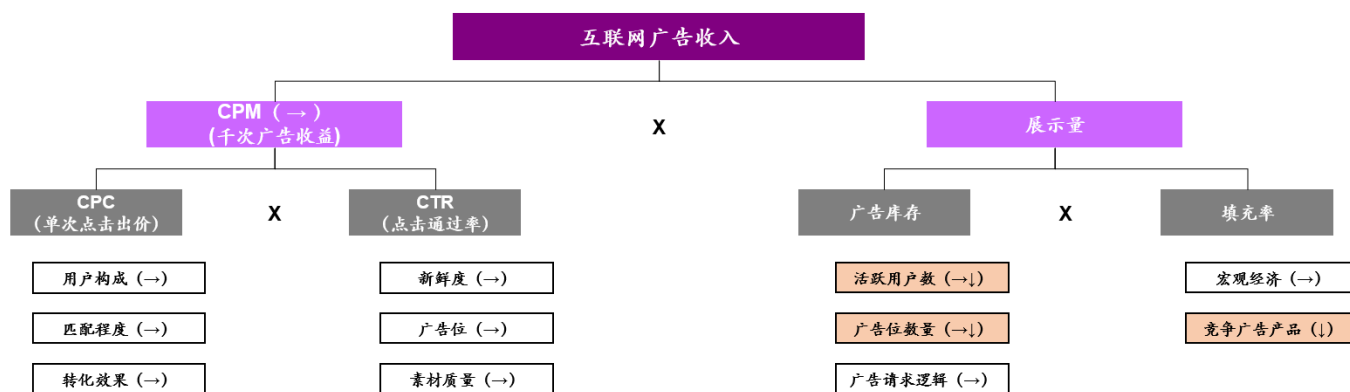 互联网广告收入
CPM（→）
(千次广告收益)
X
展示量
CPC
(单次点击出价)
X
CTR
(点击通过率)
广告库存
X
填充率
用户构成 (→)
新鲜度 (→)
活跃用户数 (→↓)
宏观经济 (→)
匹配程度 (→)
广告位 (→)
广告位数量 (→↓)
竞争广告产品 (↓)
转化效果 (→)
素材质量 (→)
广告请求逻辑 (→)